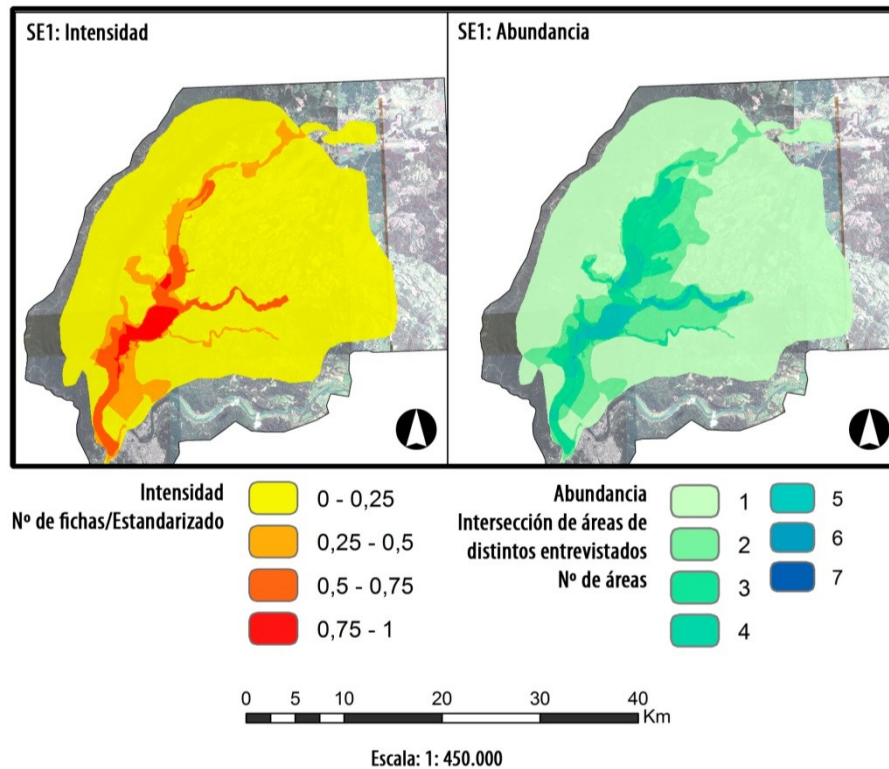 SE1: Intensidad
SE1: Abundancia
Intensidad
Nº de fichas/Estandarizado
0 - 0,25
0,25 - 0,5
0,5 - 0,75
0,75 - 1
Abundancia
Intersección de áreas de
distintos entrevistados
Nº de áreas
1
2
3
4
5
6
7
0 5 10 20 30 40
Km
Escala: 1: 450.000